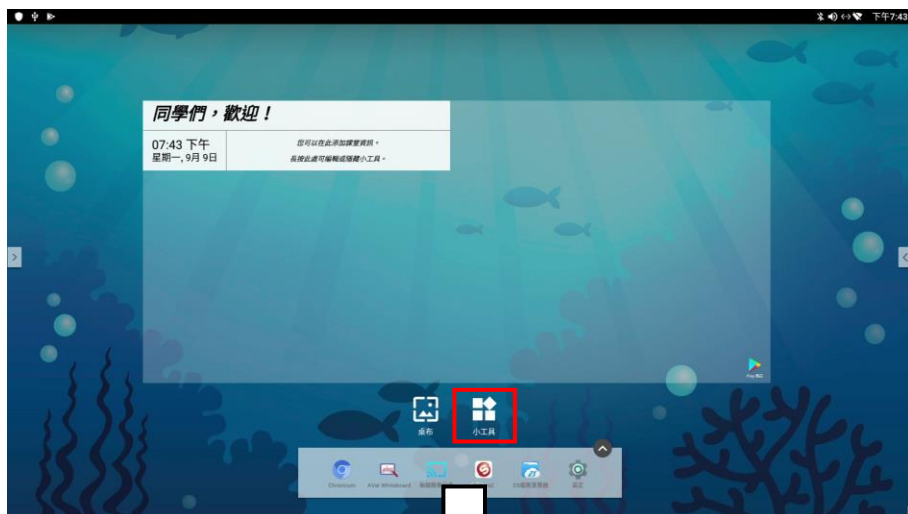 下午7:43
同學們，歡迎！
07:43 下午
星期一, 9月 9日
您可以在此添加課堂資訊。
長按此處可編輯或隱藏小工具。
桌布
小工具
Chromium
AVer Whiteboard
設定